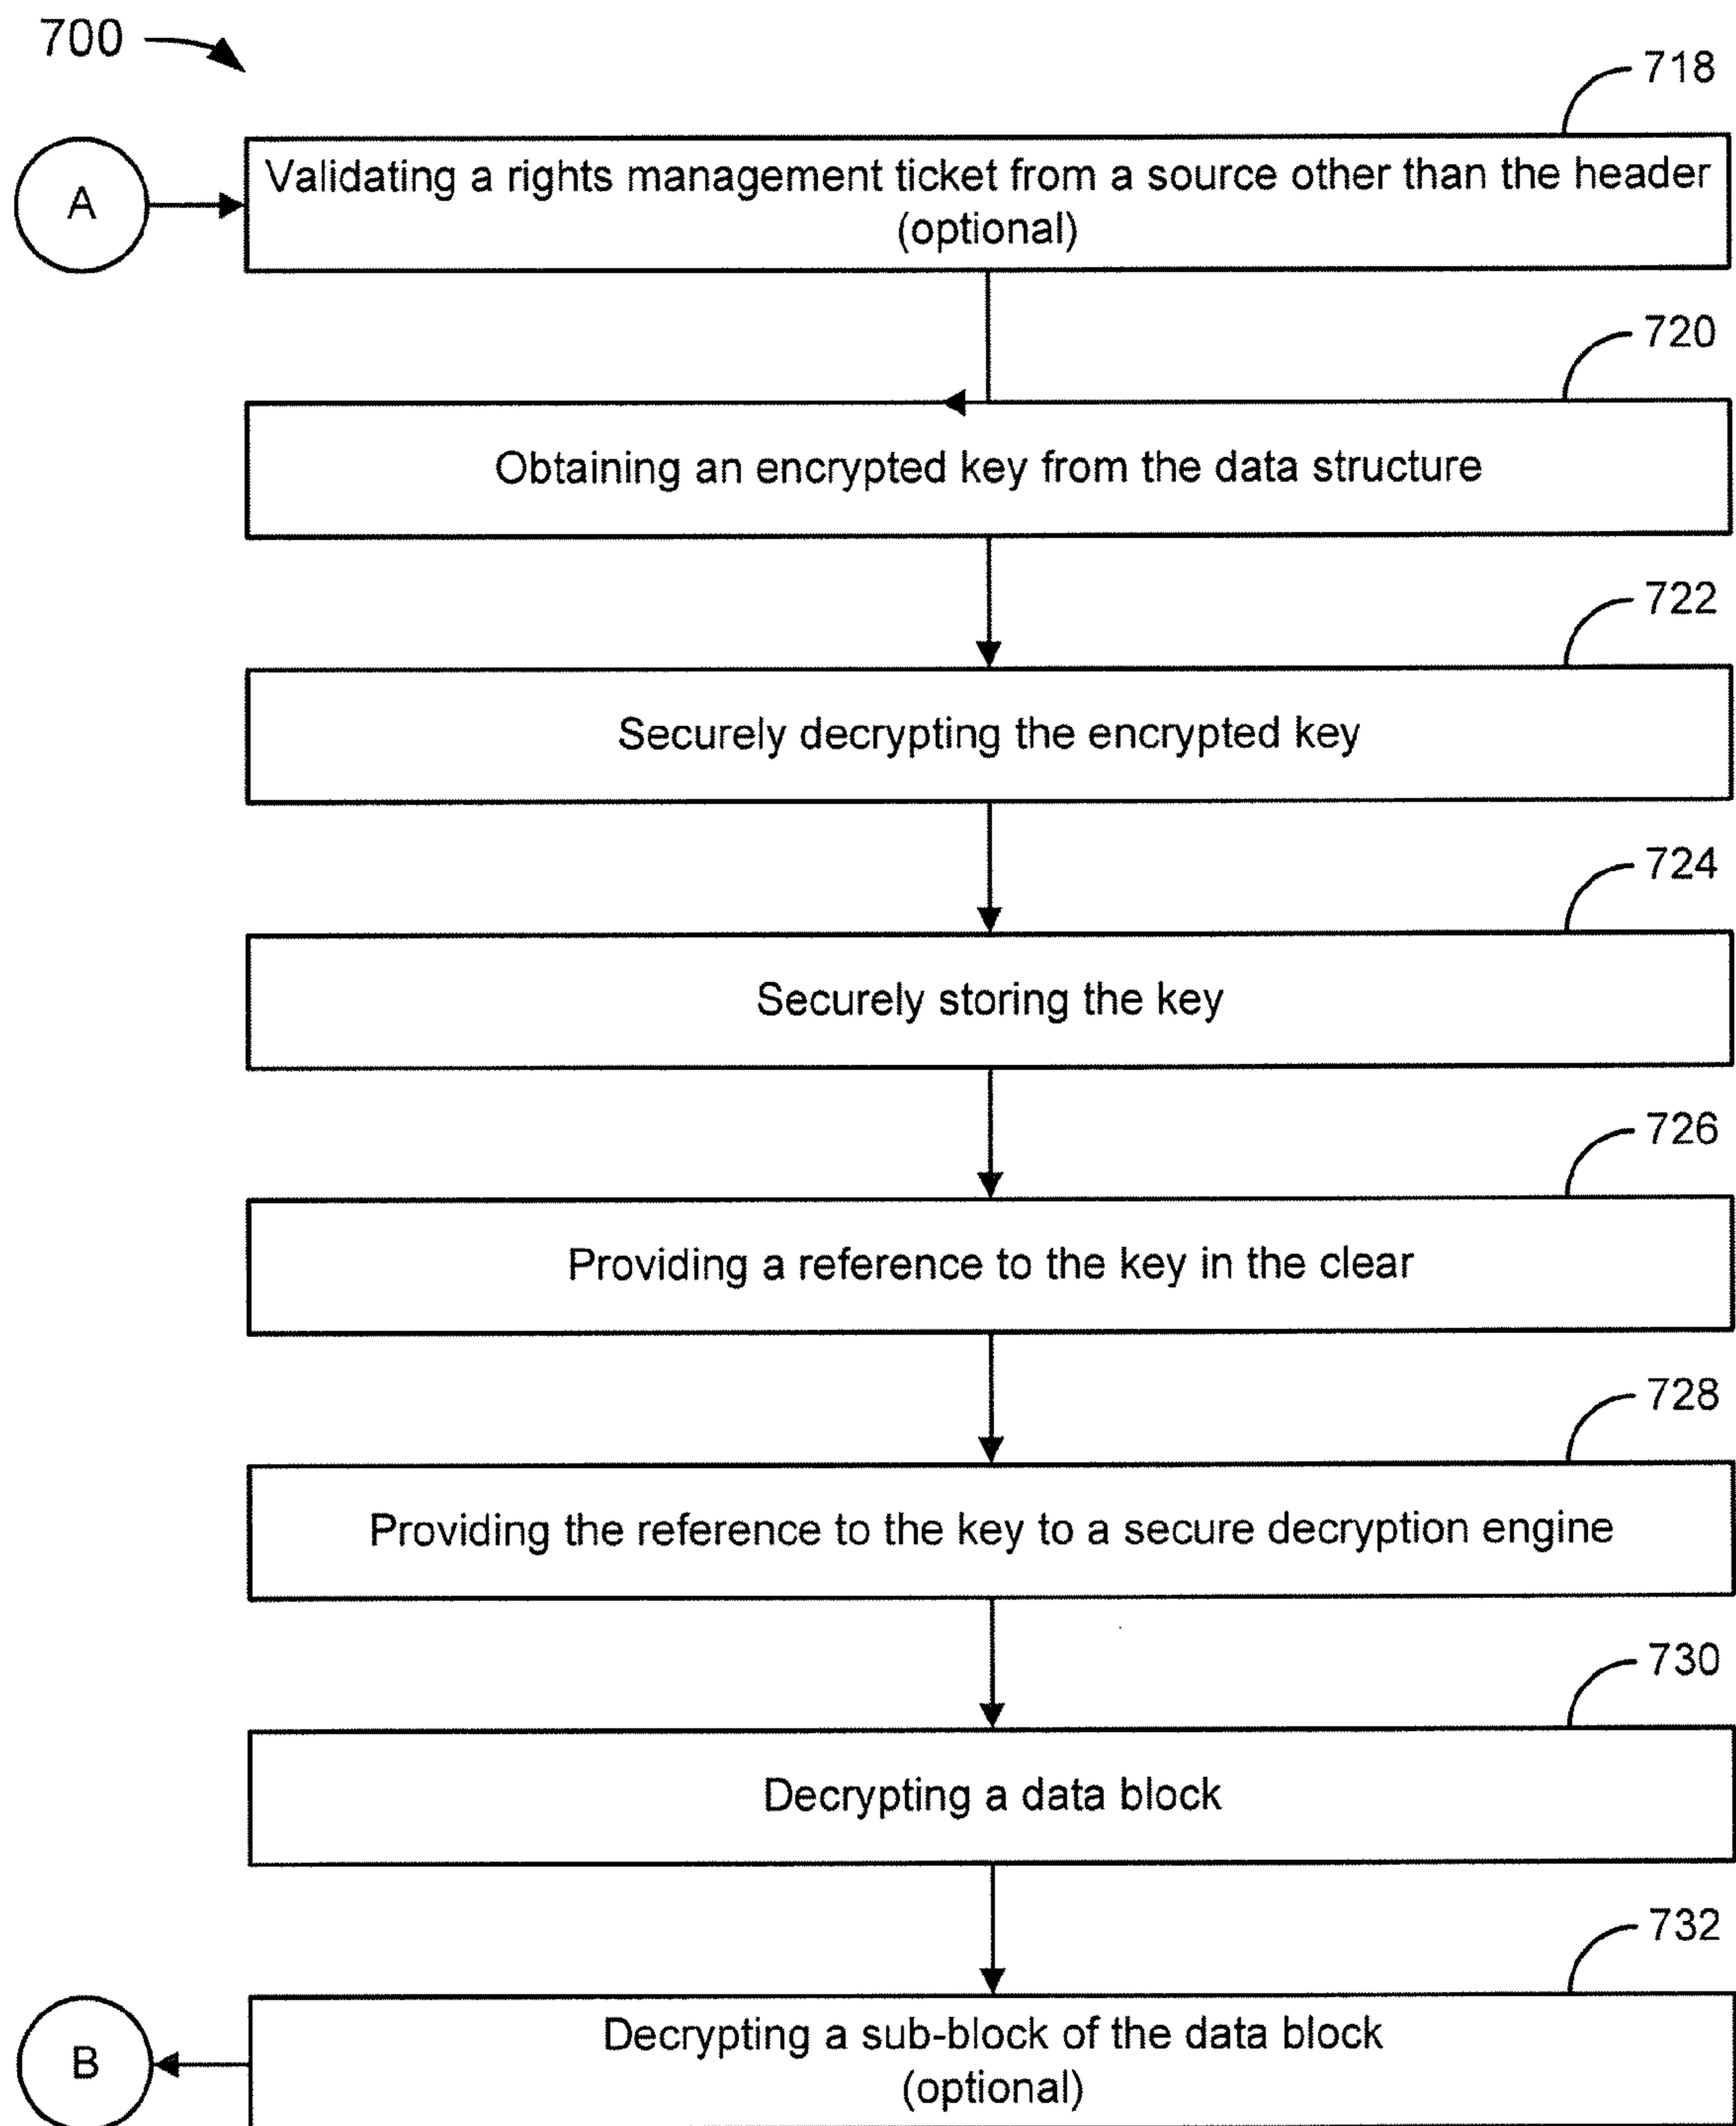 700
718
A
Validating a rights management ticket from a source other than the header
(optional)
720
Obtaining an encrypted key from the data structure
722
Securely decrypting the encrypted key
724
Securely storing the key
726
Providing a reference to the key in the clear
728
Providing the reference to the key to a secure decryption engine
730
Decrypting a data block
732
B
Decrypting a sub-block of the data block
(optional)